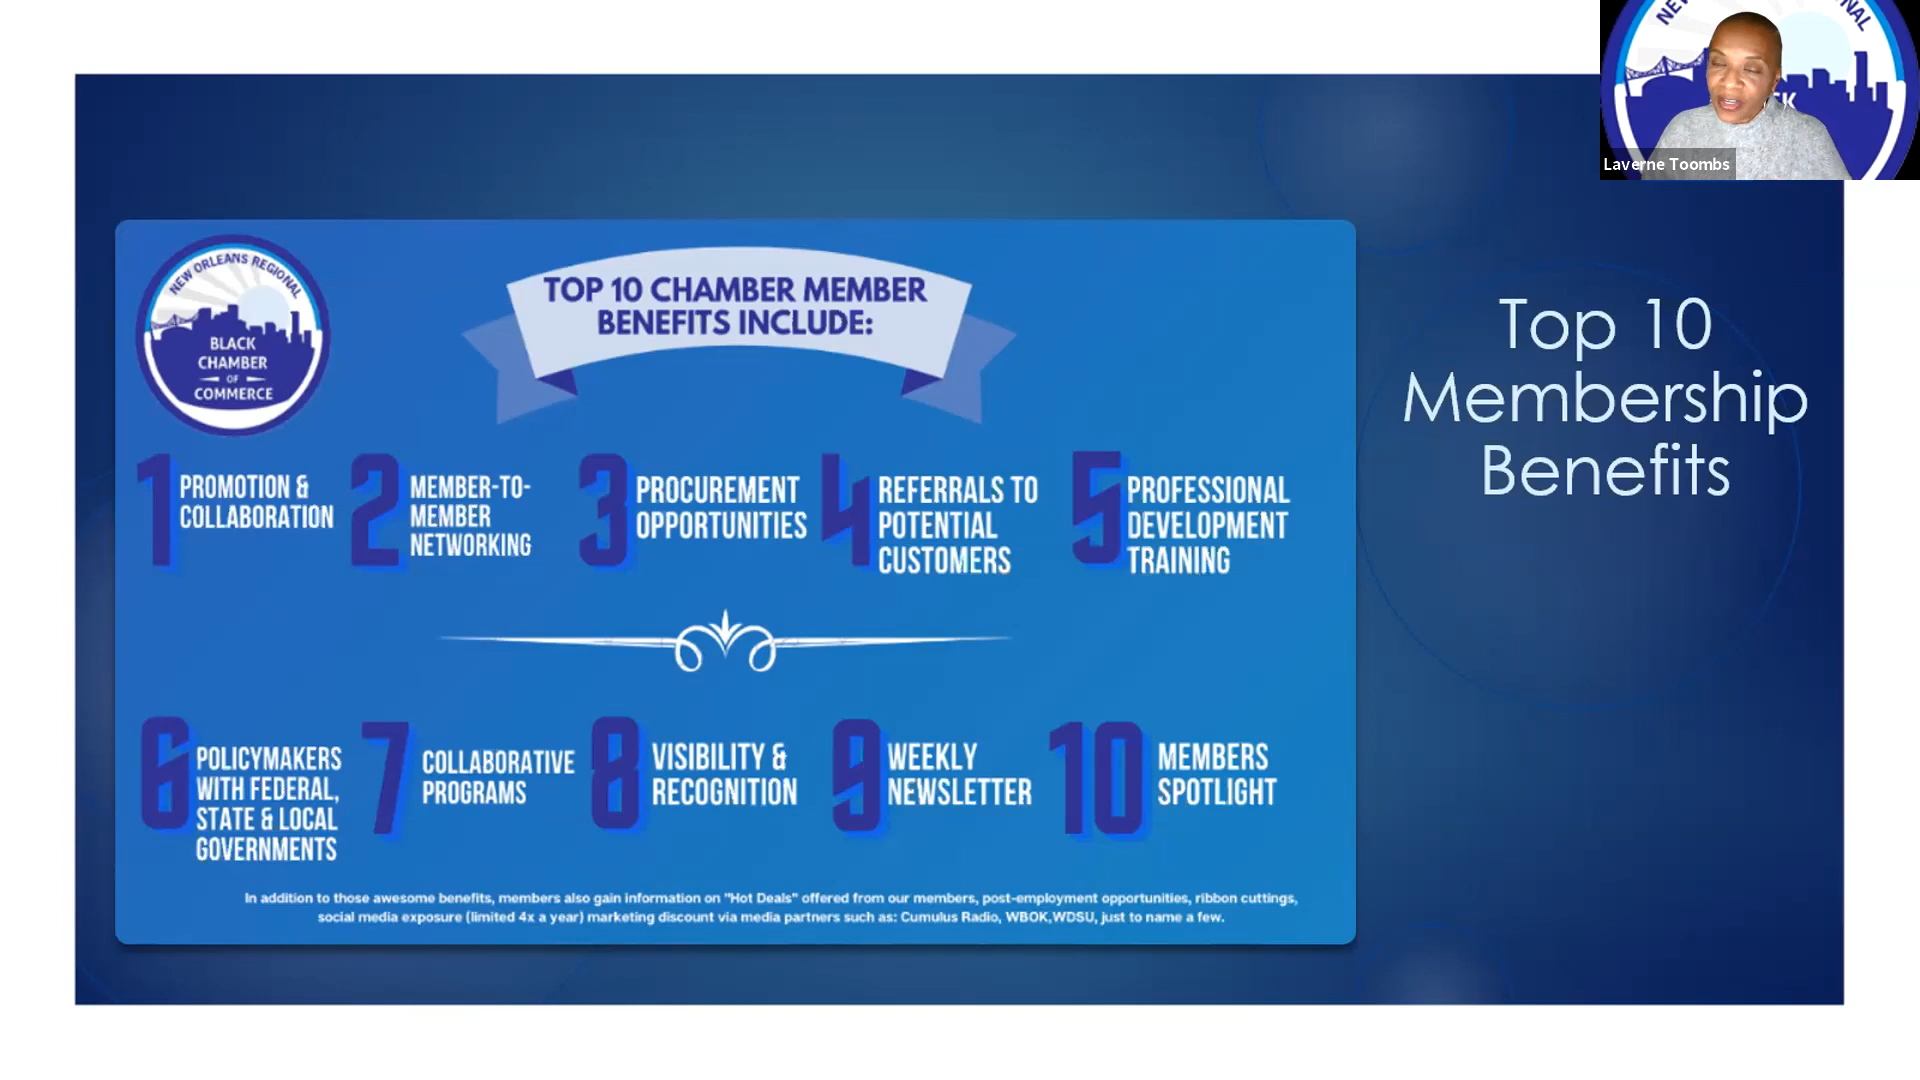 NEW ORLEANS REGIONAL
BLACK
CHAMBER
OF
COMMERCE
TOP 10 CHAMBER MEMBER
BENEFITS INCLUDE:
1 PROMOTION &
COLLABORATION
2 MEMBER-TO-
MEMBER
NETWORKING
3 PROCUREMENT
OPPORTUNITIES
4 REFERRALS TO
POTENTIAL
CUSTOMERS
5 PROFESSIONAL
DEVELOPMENT
TRAINING
6 POLICYMAKERS
WITH FEDERAL,
STATE & LOCAL
GOVERNMENTS
7 COLLABORATIVE
PROGRAMS
8 VISIBILITY &
RECOGNITION
9 WEEKLY
NEWSLETTER
10 MEMBERS
SPOTLIGHT
In addition to those awesome benefits, members also gain information on "Hot Deals" offered from our members, post-employment opportunities, ribbon cuttings,
social media exposure (limited 4x a year) marketing discount via media partners such as: Cumulus Radio, WBOK,WDSU, just to name a few.
Top 10
Membership
Benefits
Laverne Toombs